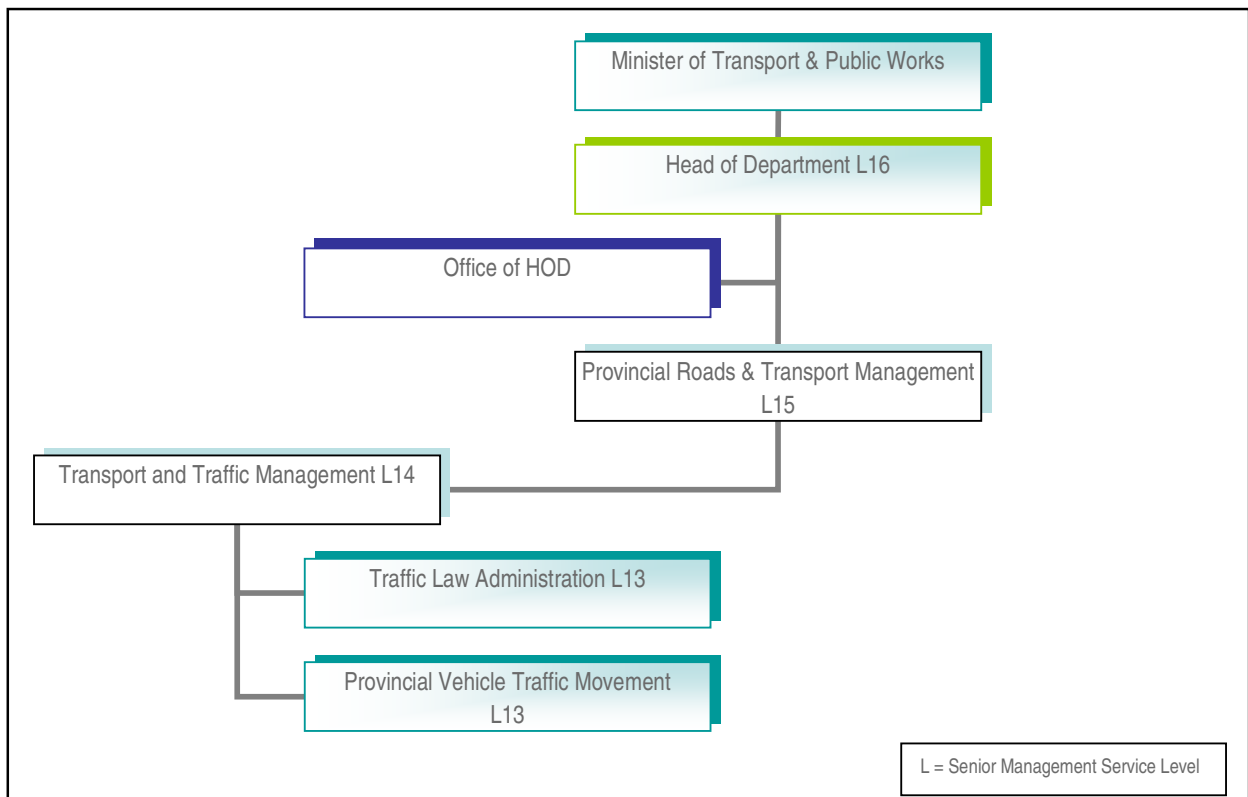 Minister of Transport & Public Works
Head of Department L16
Office of HOD
Provincial Roads & Transport Management
L15
Transport and Traffic Management L14
Traffic Law Administration L13
Provincial Vehicle Traffic Movement
L13
L = Senior Management Service Level